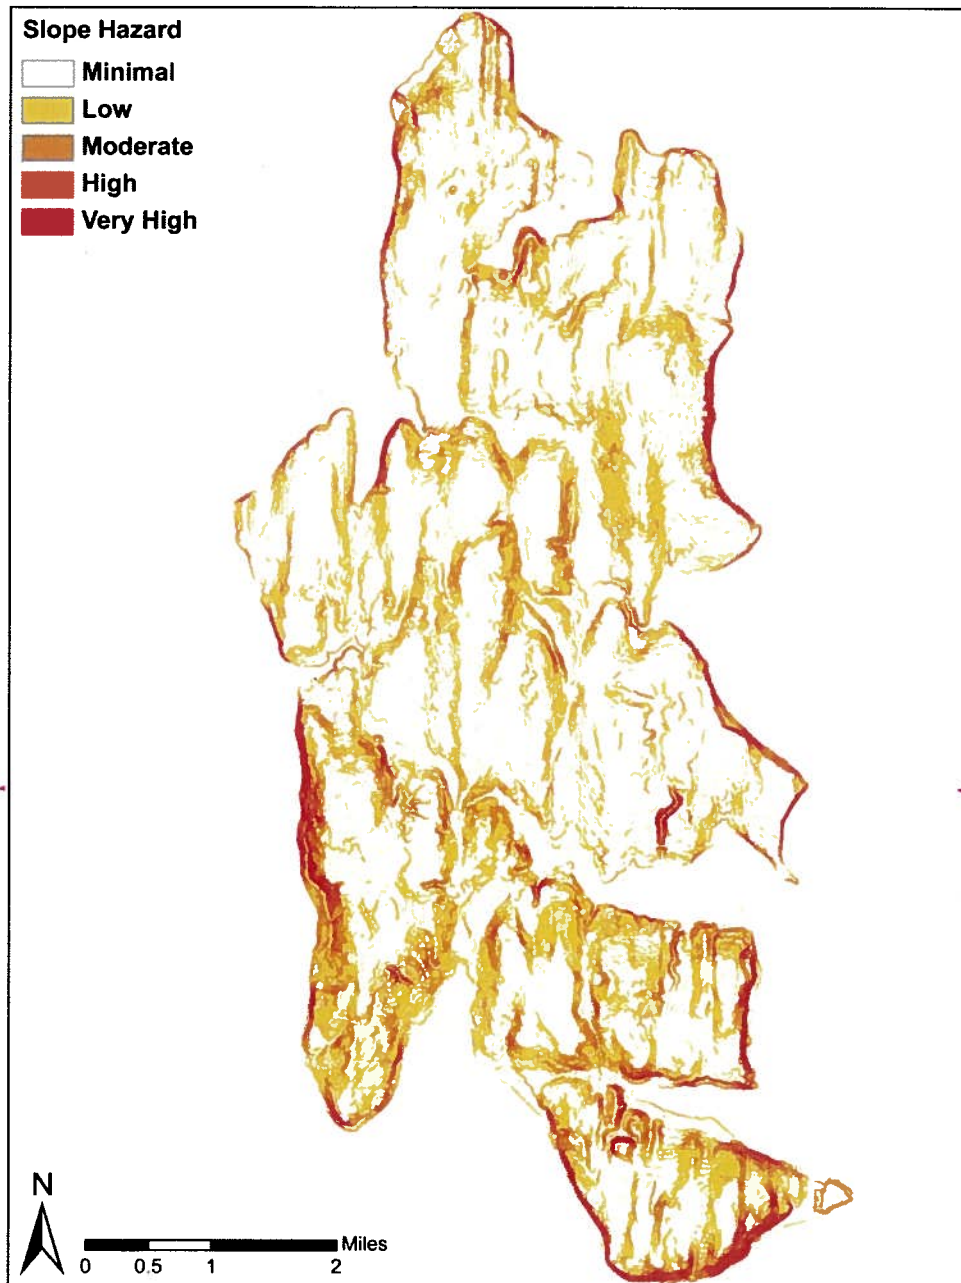 Slope Hazard
Minimal
Low
Moderate
High
Very High
N
Miles
0 0.5 1 2